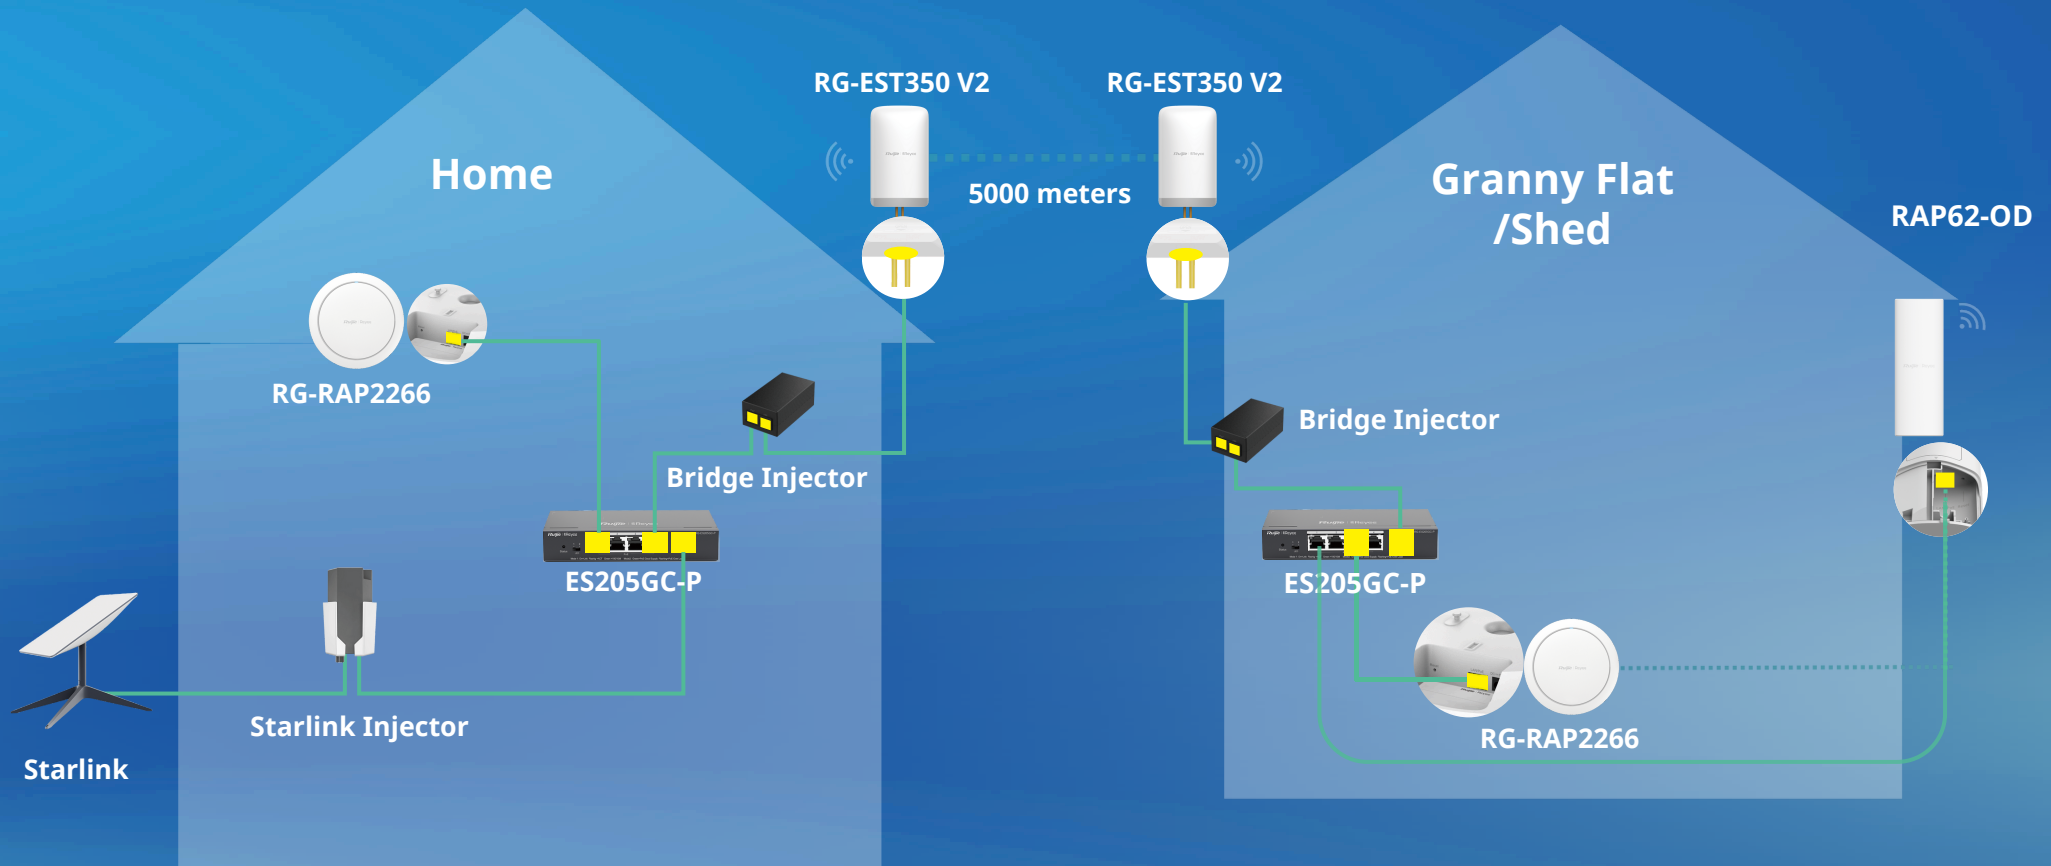 RG-EST350 V2
RG-EST350 V2
Home
5000 meters
Granny Flat
/Shed
RAP62-OD
RG-RAP2266
Bridge Injector
Bridge Injector
ES205GC-P
ES205GC-P
Starlink Injector
Starlink
RG-RAP2266